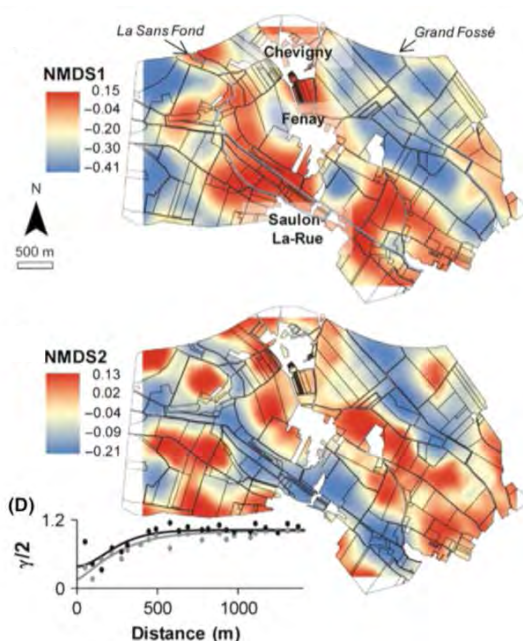 La Sans Fond
Grand Fossé
Chevigny
NMDS1
0.15
−0.04
−0.20
−0.30
−0.41
Fenay
N
500 m
Saulon-
La-Rue
NMDS2
0.13
0.02
−0.04
−0.09
−0.21
(D)
1.2
γ/2
0
0 500 1000
Distance (m)